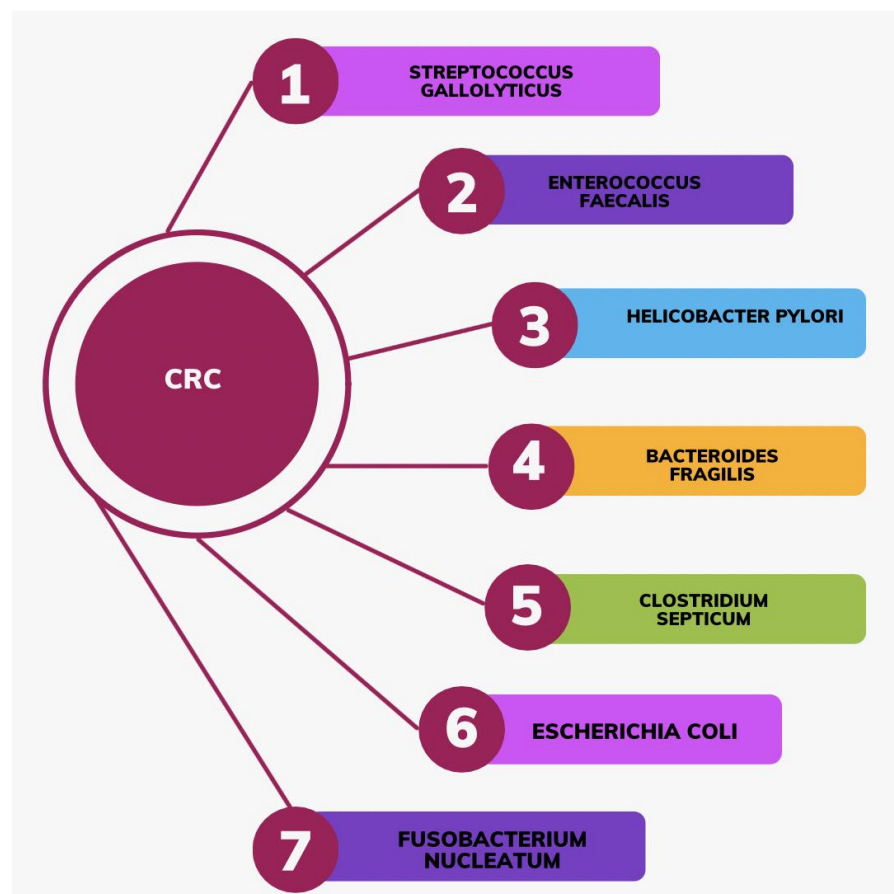 1
STREPTOCOCCUS
GALLOLYTICUS
2
ENTEROCOCCUS
FAECALIS
3
HELICOBACTER PYLORI
CRC
4
BACTEROIDES
FRAGILIS
5
CLOSTRIDIUM
SEPTICUM
6
ESCHERICHIA COLI
7
FUSOBACTERIUM
NUCLEATUM